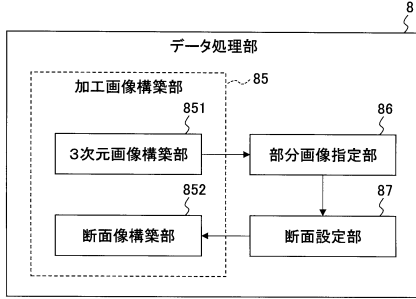 8
データ処理部
85
加工画像構築部
851
3次元画像構築部
86
部分画像指定部
852
断面像構築部
87
断面設定部